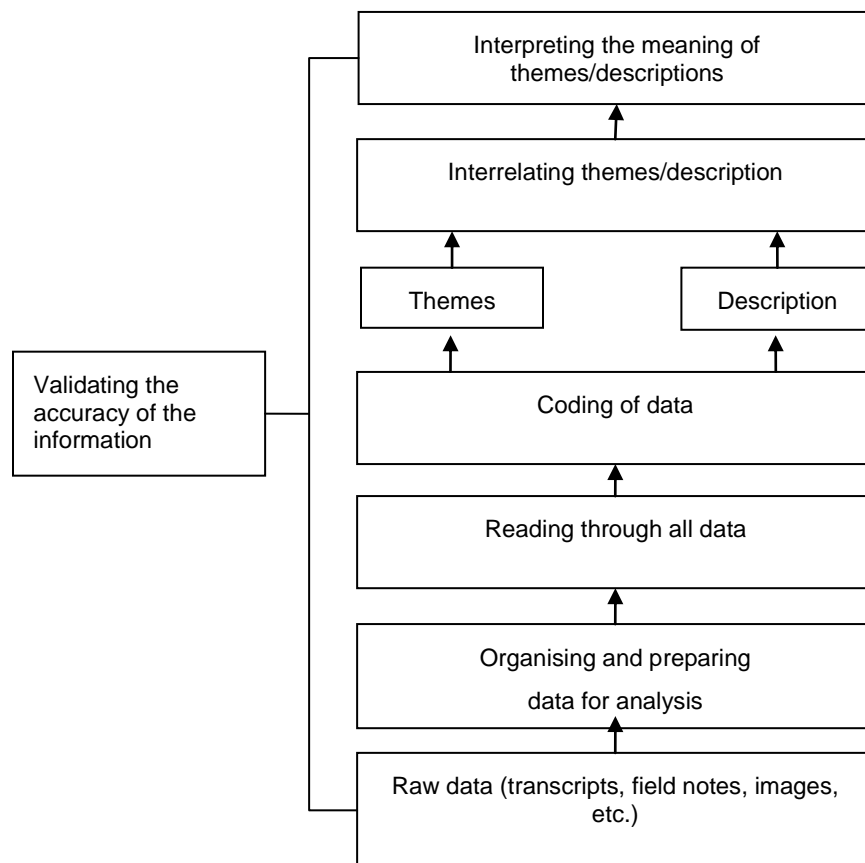 Interpreting the meaning of
themes/descriptions
Interrelating themes/description
Themes
Description
Validating the
accuracy of the
information
Coding of data
Reading through all data
Organising and preparing
data for analysis
Raw data (transcripts, field notes, images,
etc.)